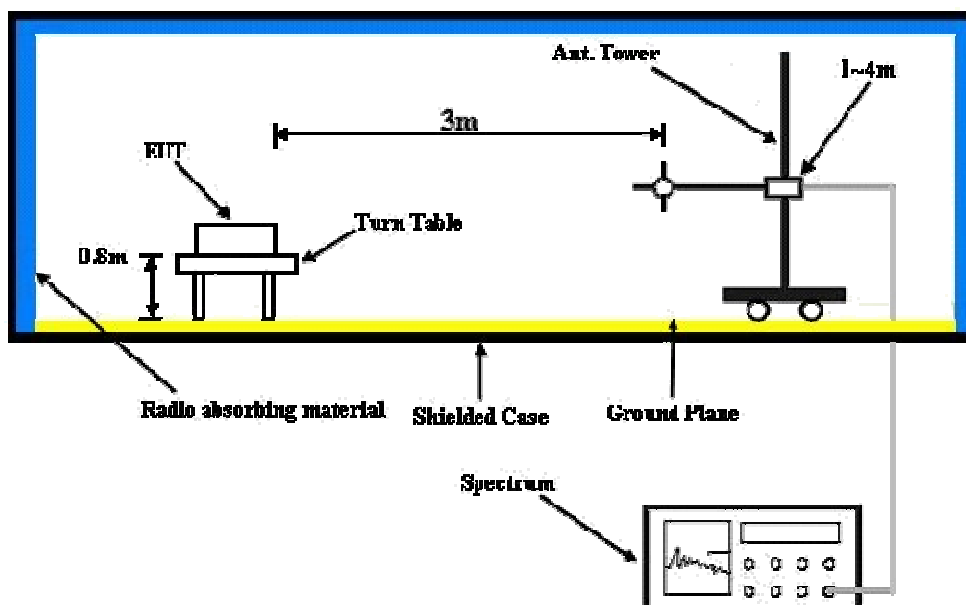 Ant. Tower
1~4m
3m
EUT
Turn Table
0.8m
Radio absorbing material
Shielded Case
Ground Plane
Spectrum